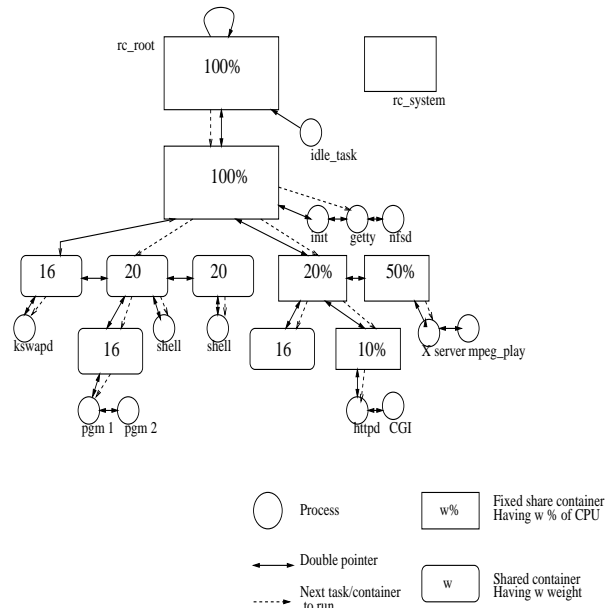 rc_root
100%
rc_system
idle_task
100%
init getty nfsd
16 20 20 20% 50%
kswapd shell shell 16 10% X server mpeg_play
16
pgm 1 pgm 2 httpd CGI
Process
w%
Fixed share container
Having w % of CPU
Double pointer
Next task/container
to run
w
Shared container
Having w weight